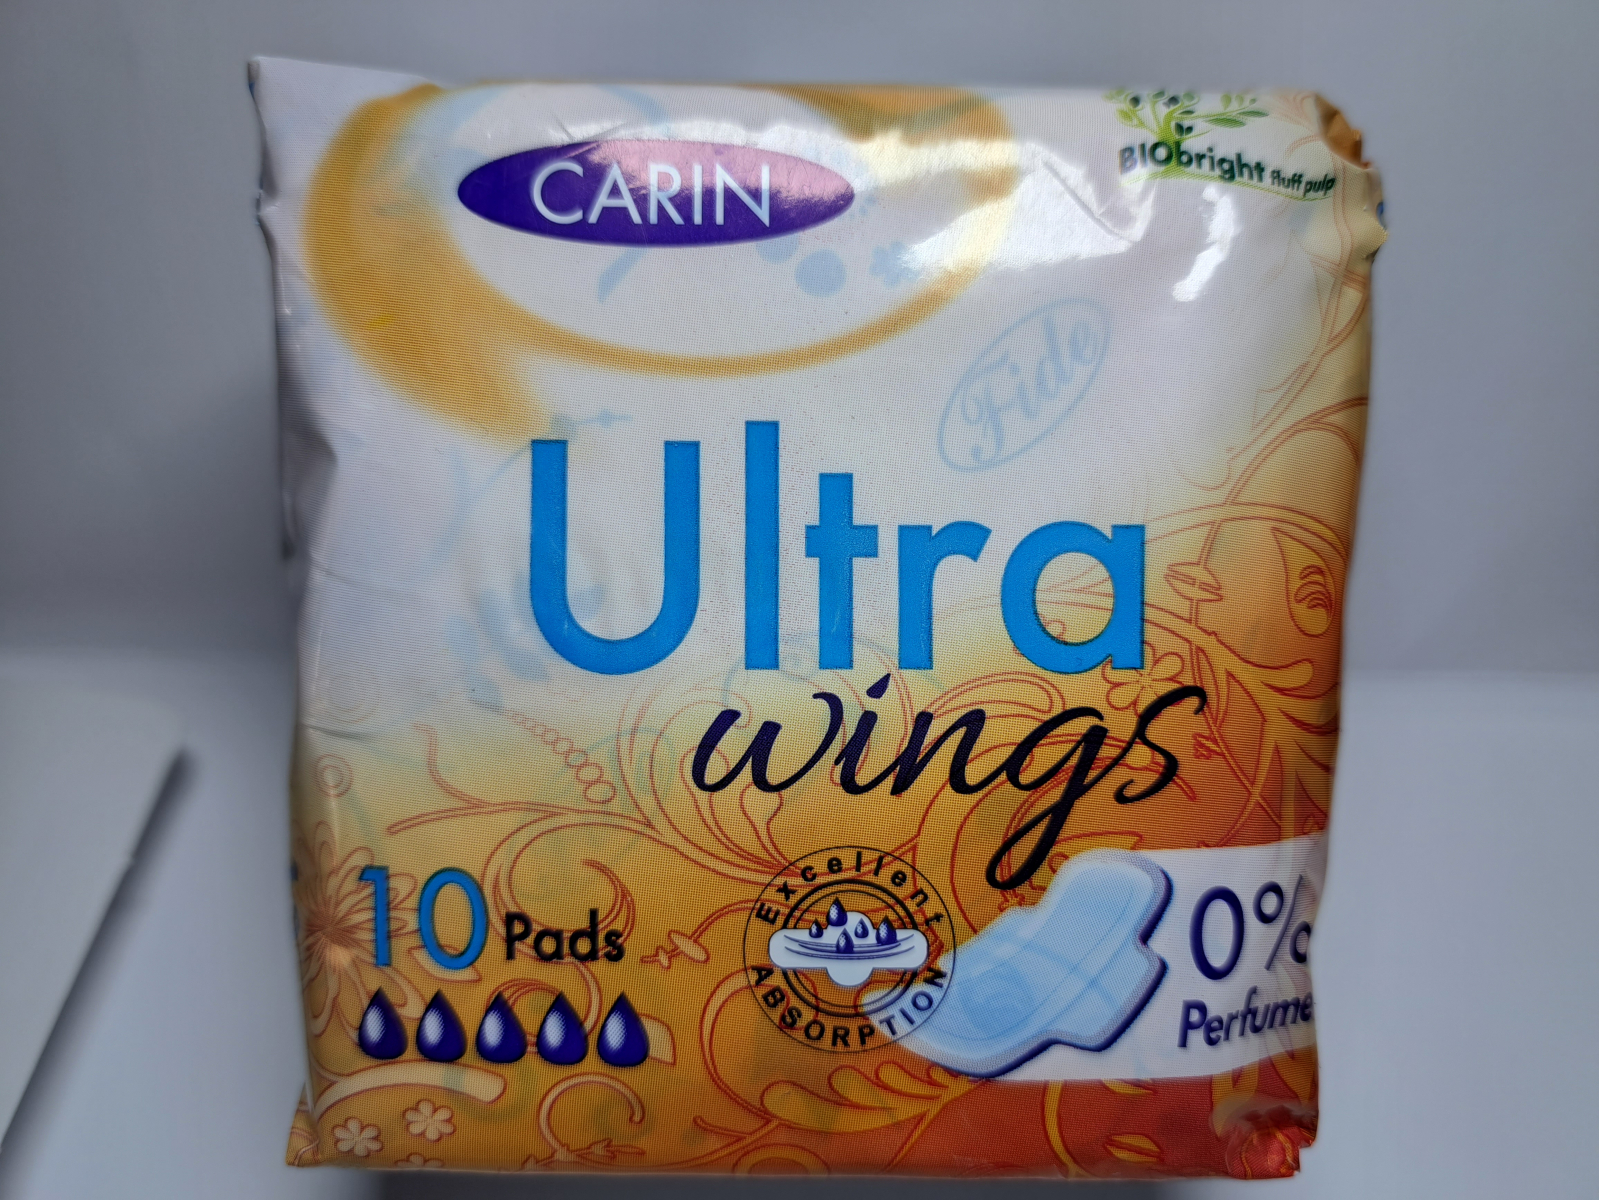 CARIN
BIObright fluff pulp
Fide
Ultra
wings
10 Pads
Excellent
ABSORPTION
0%
Perfume